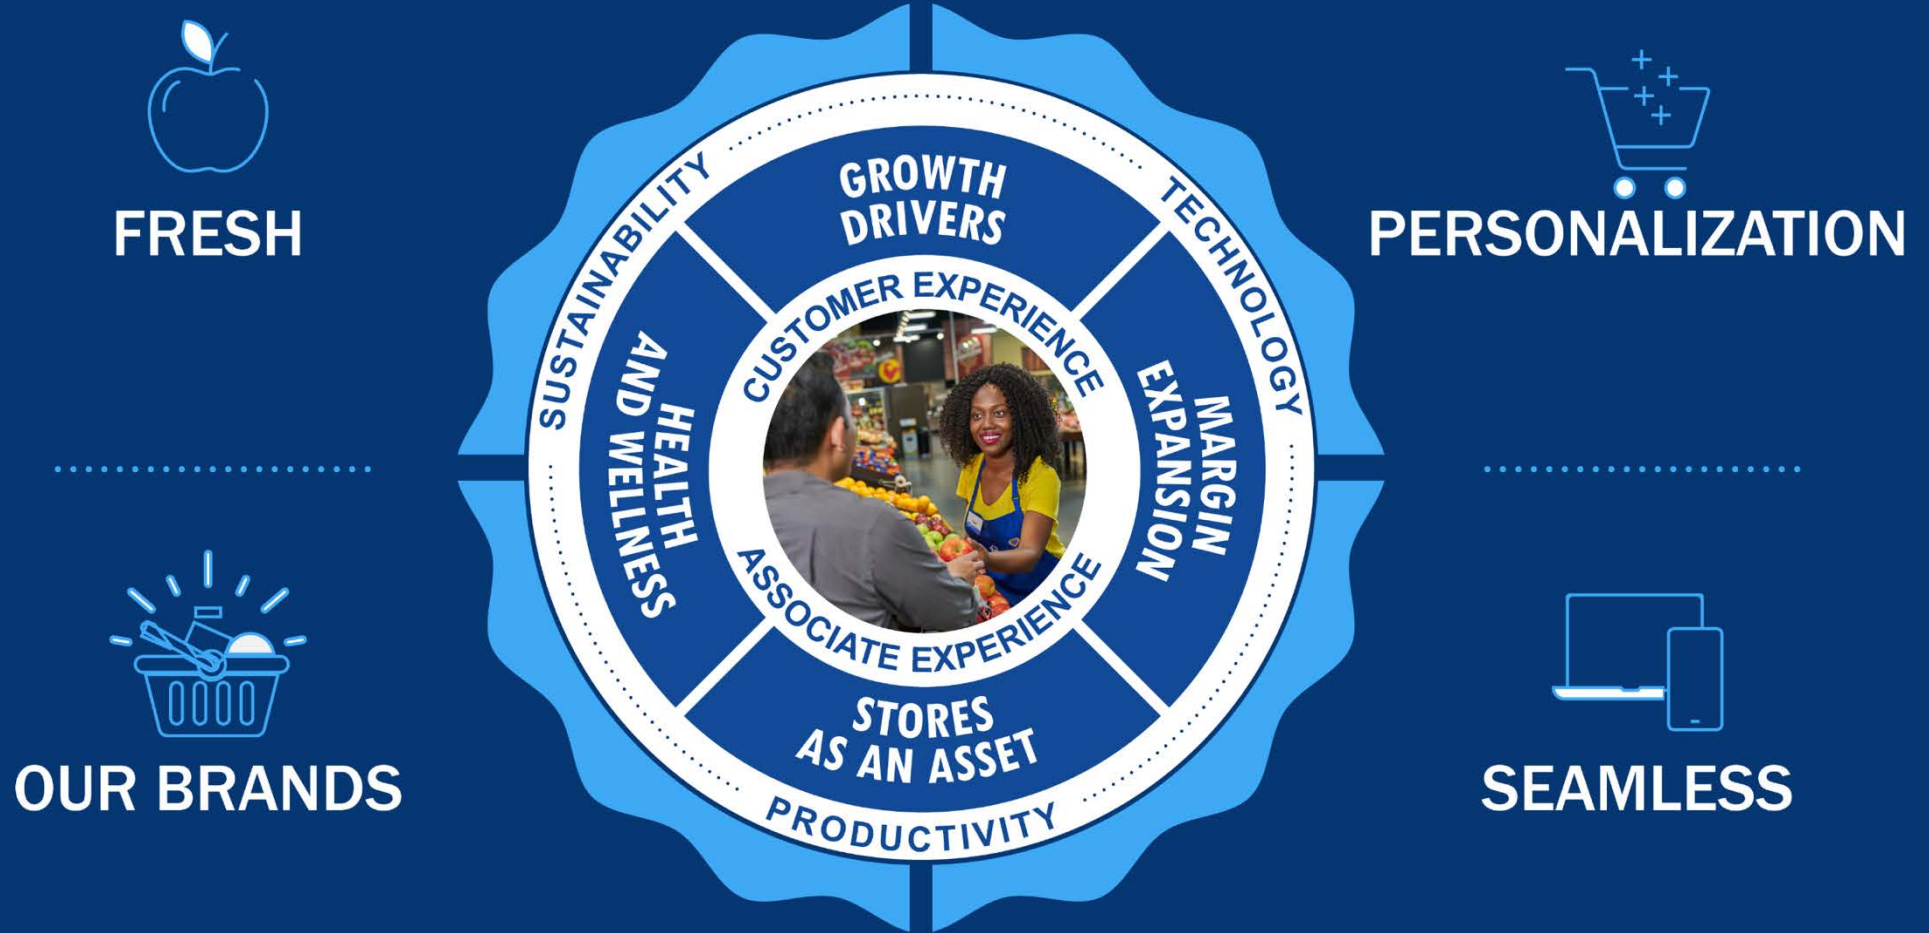 FRESH
OUR BRANDS
SUSTAINABILITY
TECHNOLOGY
PRODUCTIVITY
GROWTH
DRIVERS
MARGIN
EXPANSION
STORES
AS AN ASSET
HEALTH
AND WELLNESS
CUSTOMER EXPERIENCE
ASSOCIATE EXPERIENCE
PERSONALIZATION
SEAMLESS